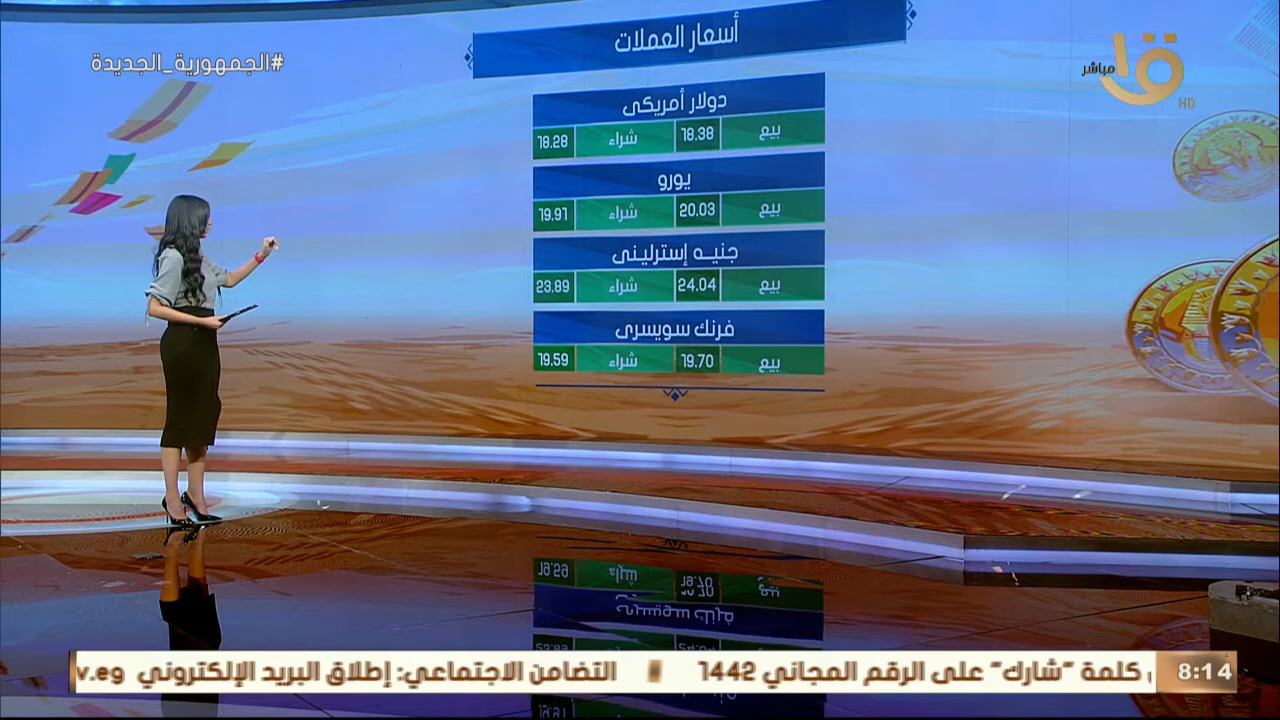 أسعار العملات
#الجمهورية_الجديدة
مباشر
HD
دولار أمريكى
بيع 18.38 شراء 18.28
يورو
بيع 20.03 شراء 19.91
جنيه إسترلينى
بيع 24.04 شراء 23.89
فرنك سويسرى
بيع 19.70 شراء 19.59
كلمة “شارك” على الرقم المجاني 1442
التضامن الاجتماعي: إطلاق البريد الإلكتروني v.eg
8:14